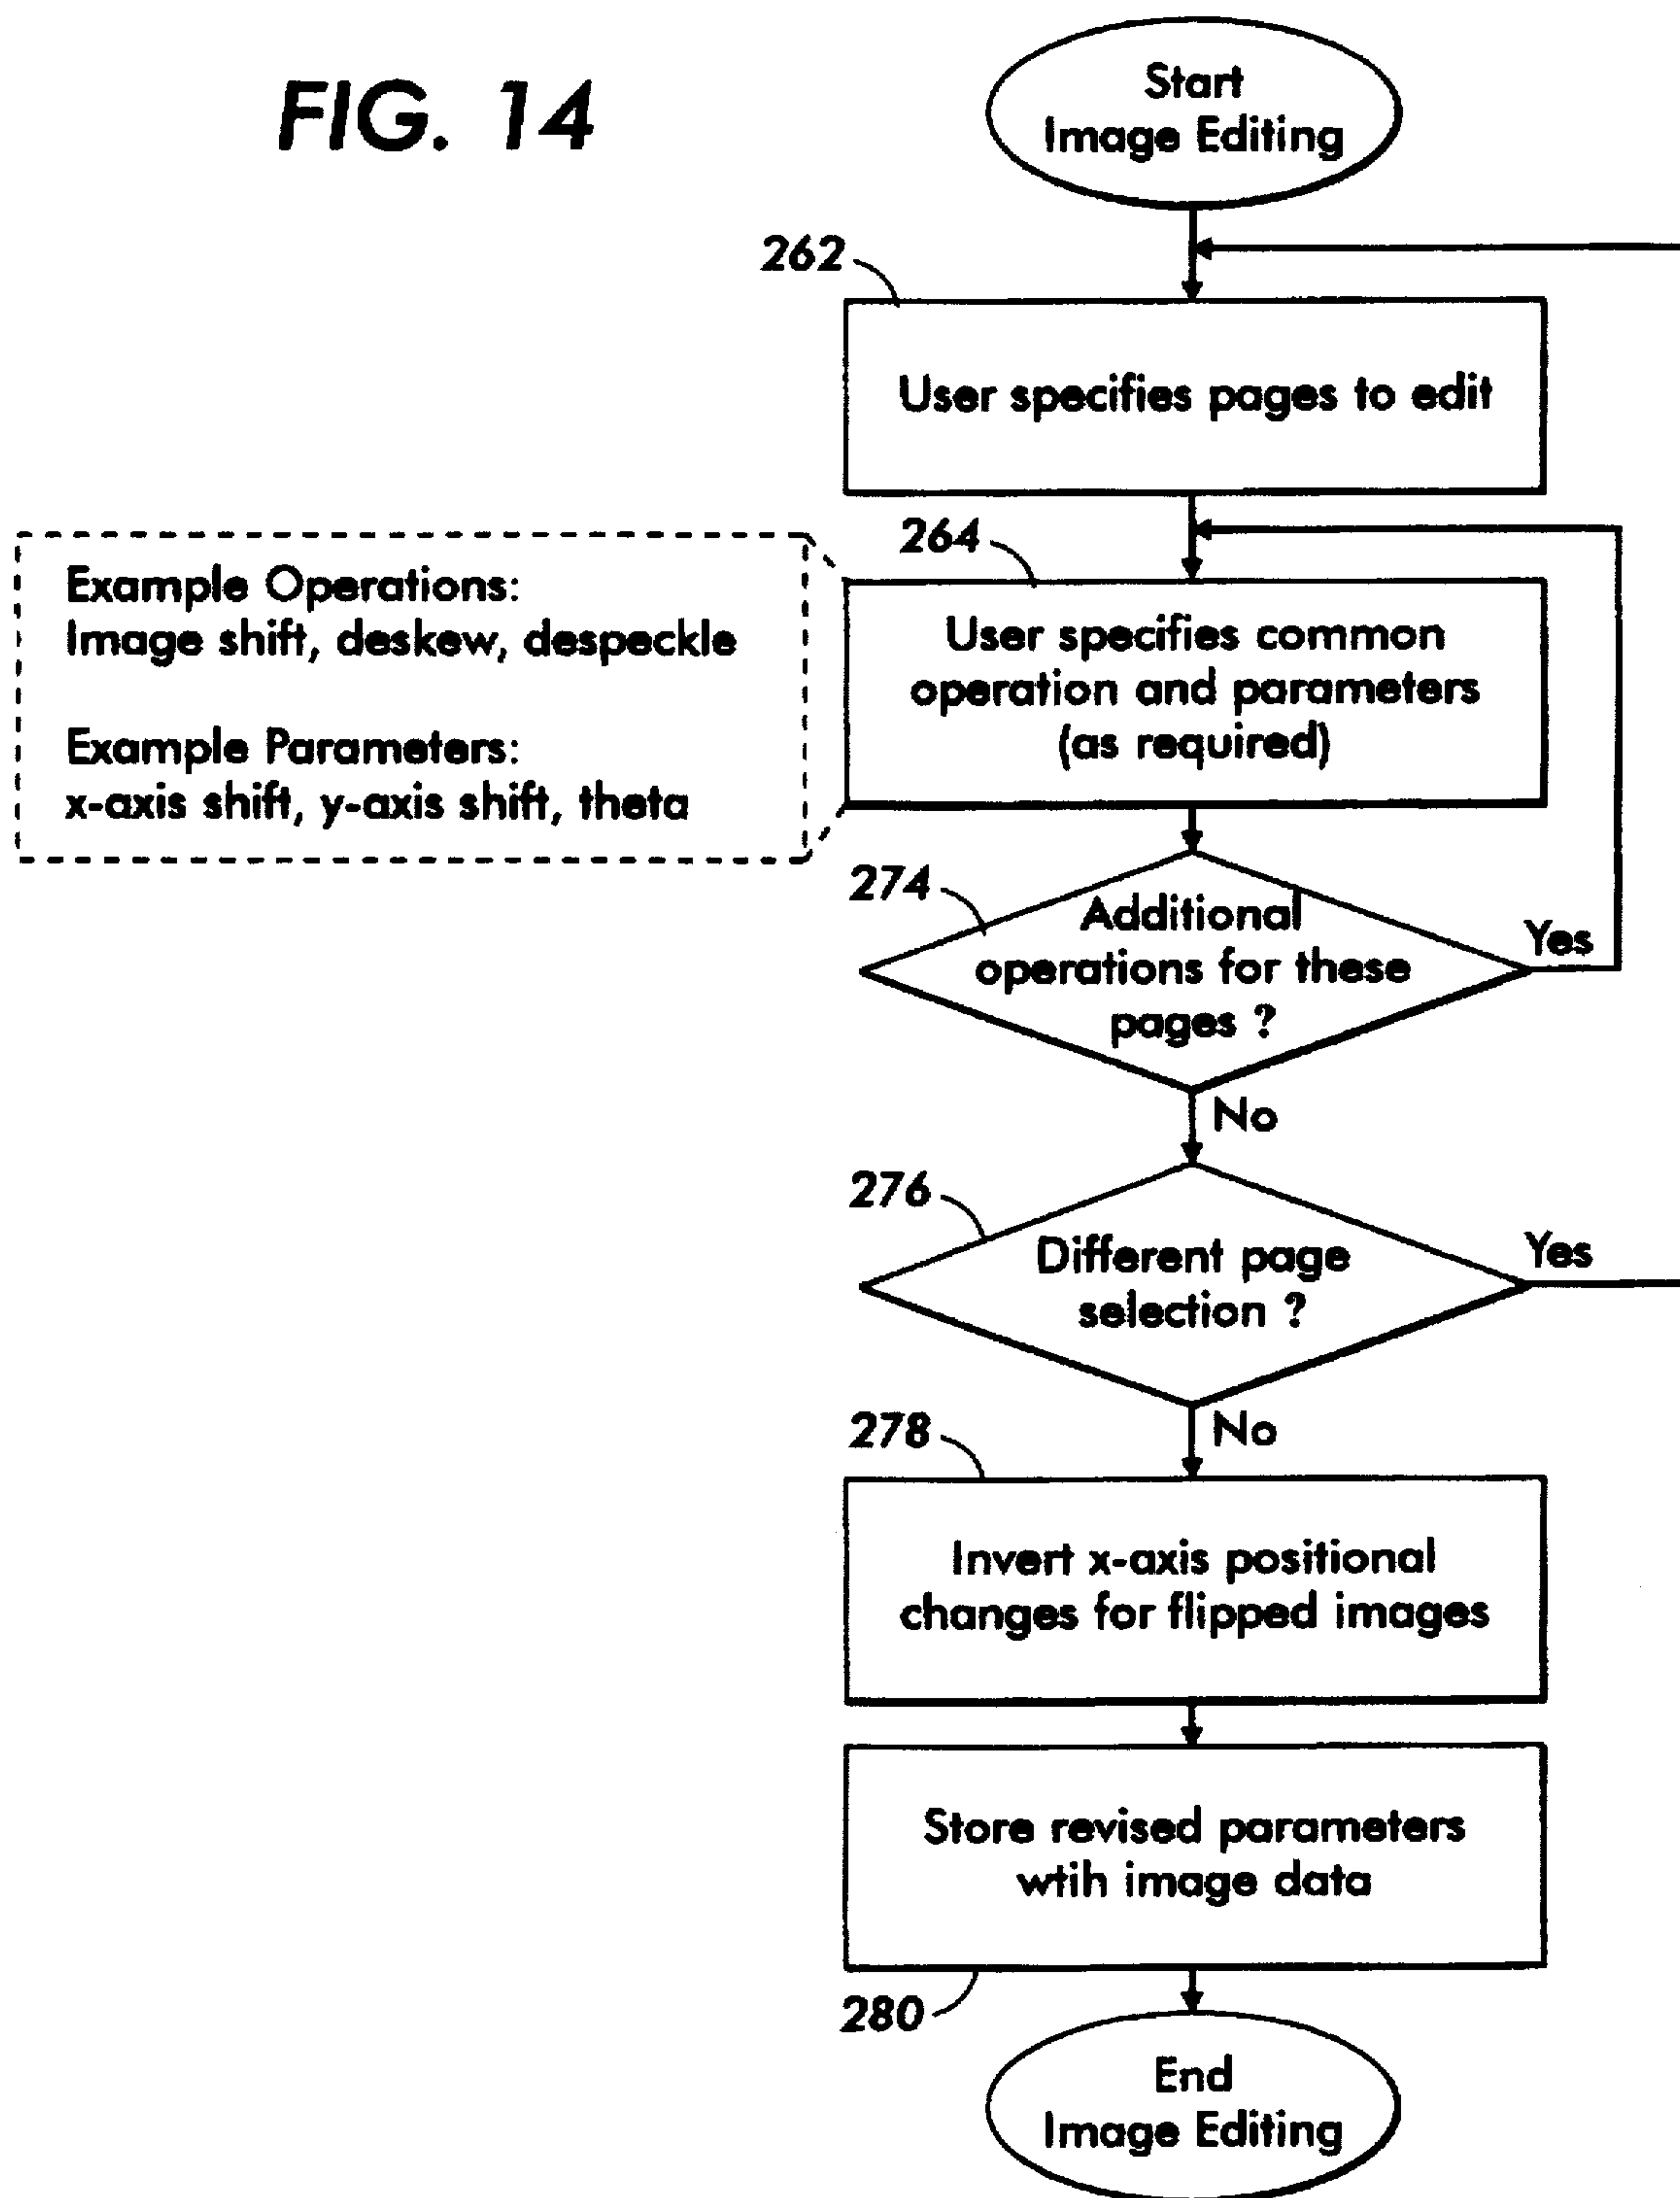 FIG. 14
Start
Image Editing
262
User specifies pages to edit
264
Example Operations:
Image shift, deskew, despeckle
Example Parameters:
x-axis shift, y-axis shift, theta
User specifies common
operation and parameters
(as required)
274
Additional
operations for these
pages ?
Yes
No
276
Different page
selection ?
Yes
No
278
Invert x-axis positional
changes for flipped images
Store revised parameters
wtih image data
280
End
Image Editing